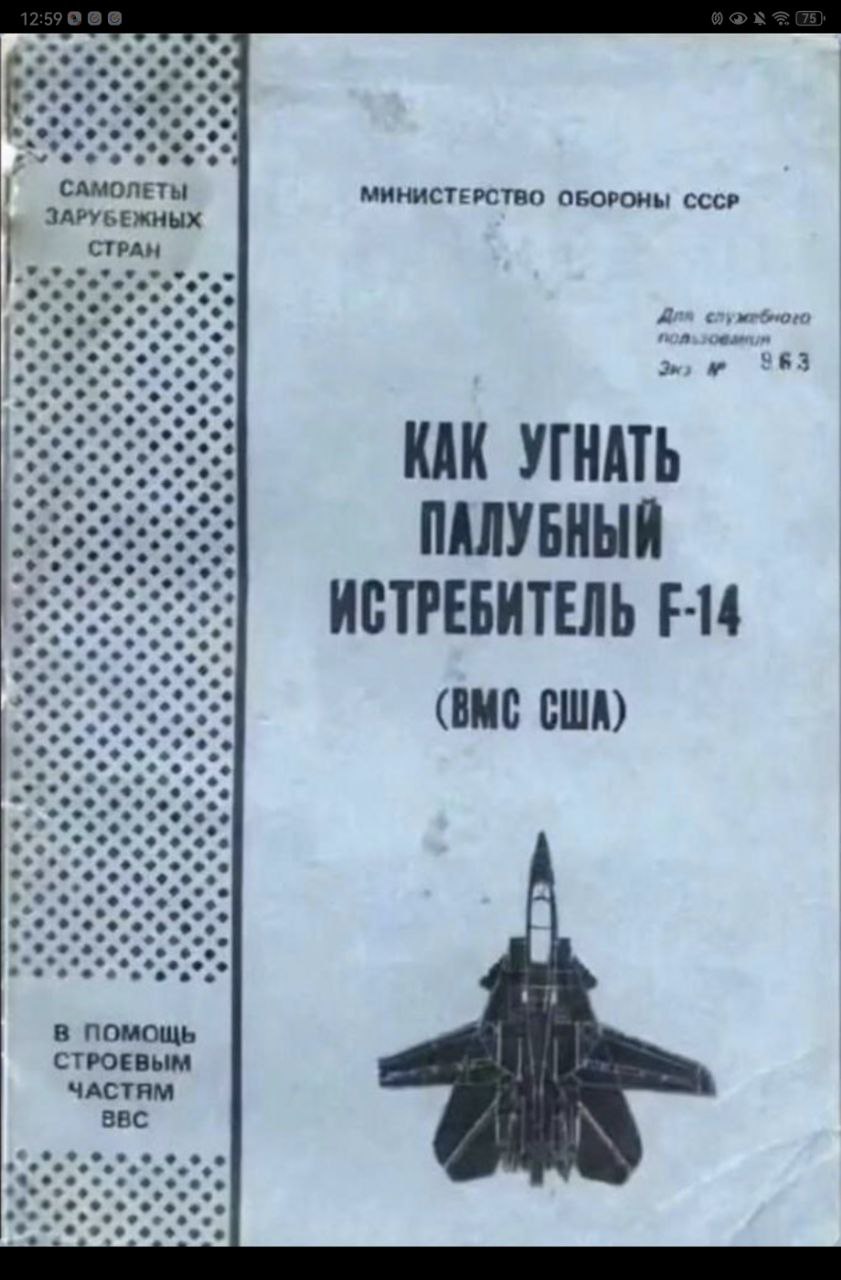 12:59
75
САМОЛЕТЫ
ЗАРУБЕЖНЫХ
СТРАН
МИНИСТЕРСТВО ОБОРОНЫ СССР
Для служебного
пользования
Экз № 963
КАК УГНАТЬ
ПАЛУБНЫЙ
ИСТРЕБИТЕЛЬ F-14
(ВМС США)
В ПОМОЩЬ
СТРОЕВЫМ
ЧАСТЯМ
ВВС